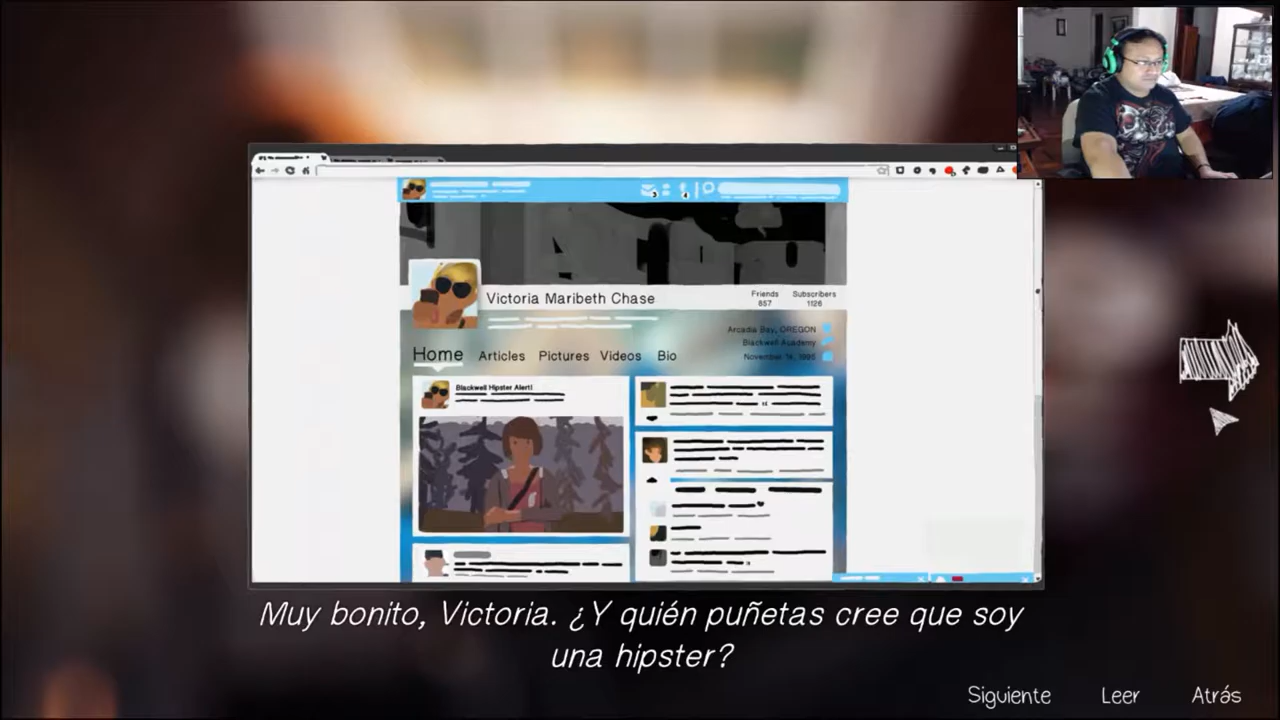 Victoria Maribeth Chase
Friends
857
Subscribers
1126
Arcadia Bay, OREGON
Blackwell Academy
November 14, 1995
Home Articles Pictures Videos Bio
Blackwell Hipster Alert!
Muy bonito, Victoria. ¿Y quién puñetas cree que soy
una hipster?
Siguiente Leer Atrás